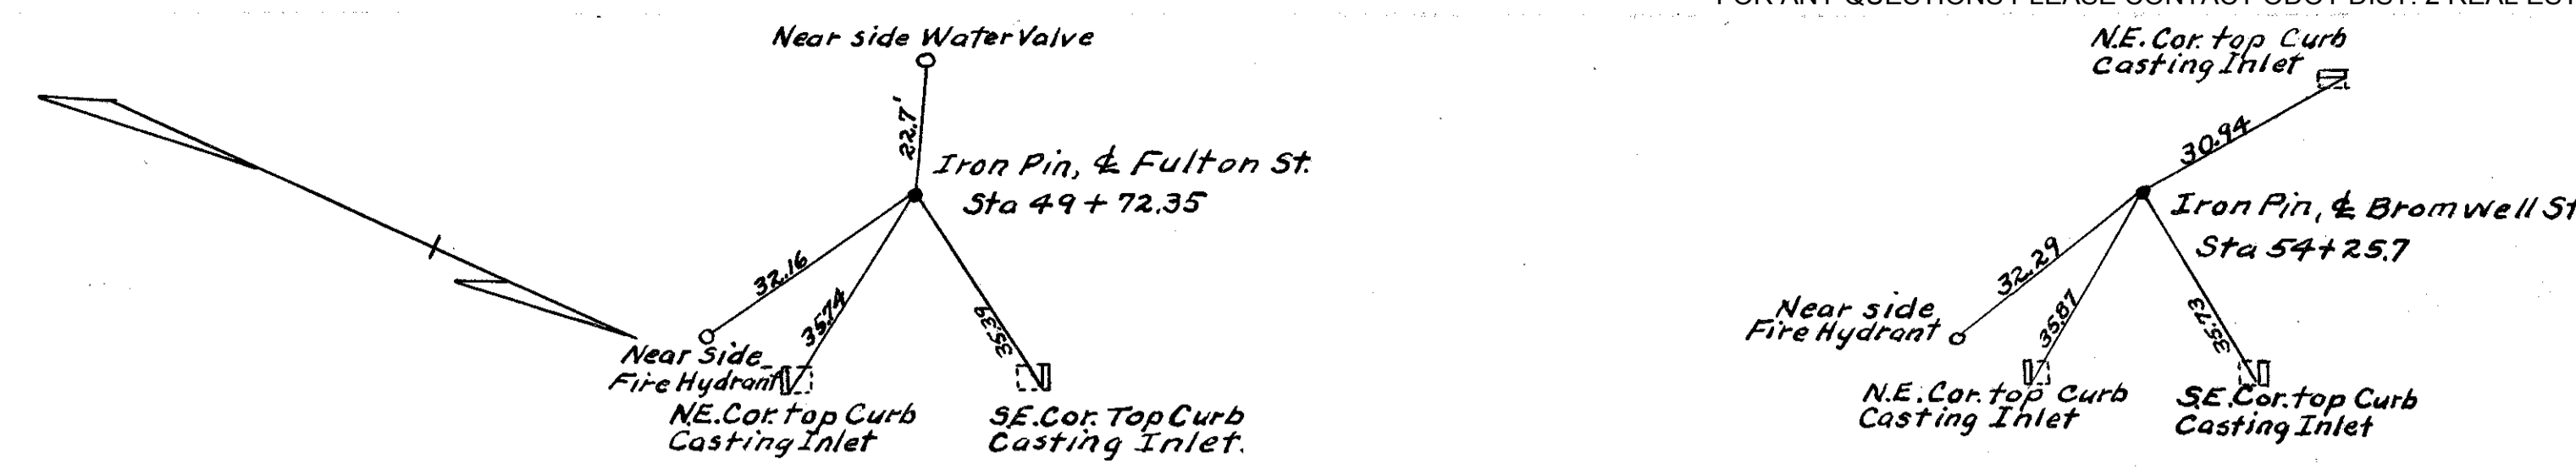 Near side Water Valve
22.7'
Iron Pin, ℄ Fulton St.
Sta 49+72.35
32.16
35.74
35.39
Near Side
Fire Hydrant
N.E. Cor. top Curb
Casting Inlet
S.E. Cor. Top Curb
Casting Inlet.
N.E. Cor. top Curb
Casting Inlet
30.94
Iron Pin, ℄ Bromwell St
Sta 54+25.7
32.29
35.87
35.73
Near side
Fire Hydrant
N.E. Cor. top Curb
Casting Inlet
S.E. Cor. top Curb
Casting Inlet